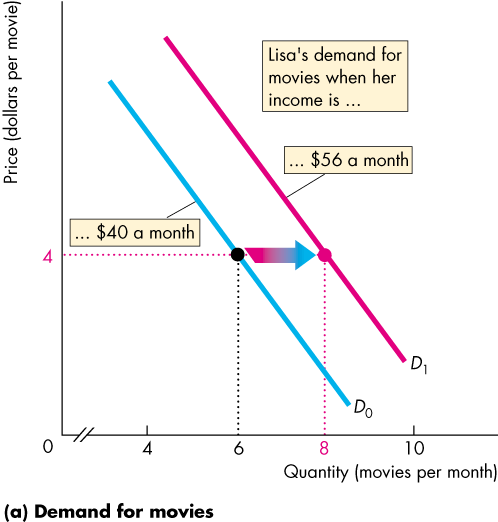 Price (dollars per movie)
Lisa's demand for
movies when her
income is ...
... $56 a month
... $40 a month
4
D1
D0
0
4
6
8
10
Quantity (movies per month)
(a) Demand for movies